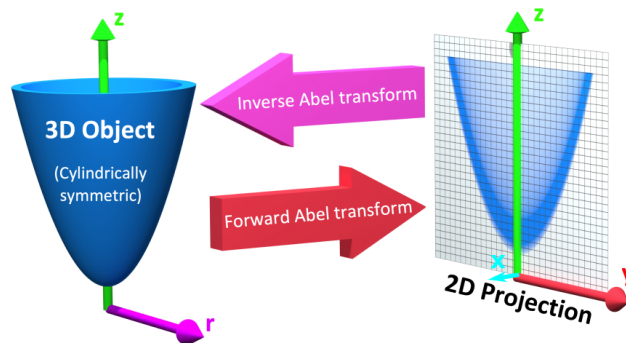 z
3D Object
(Cylindrically
symmetric)
r
Inverse Abel transform
Forward Abel transform
z
x
y
2D Projection